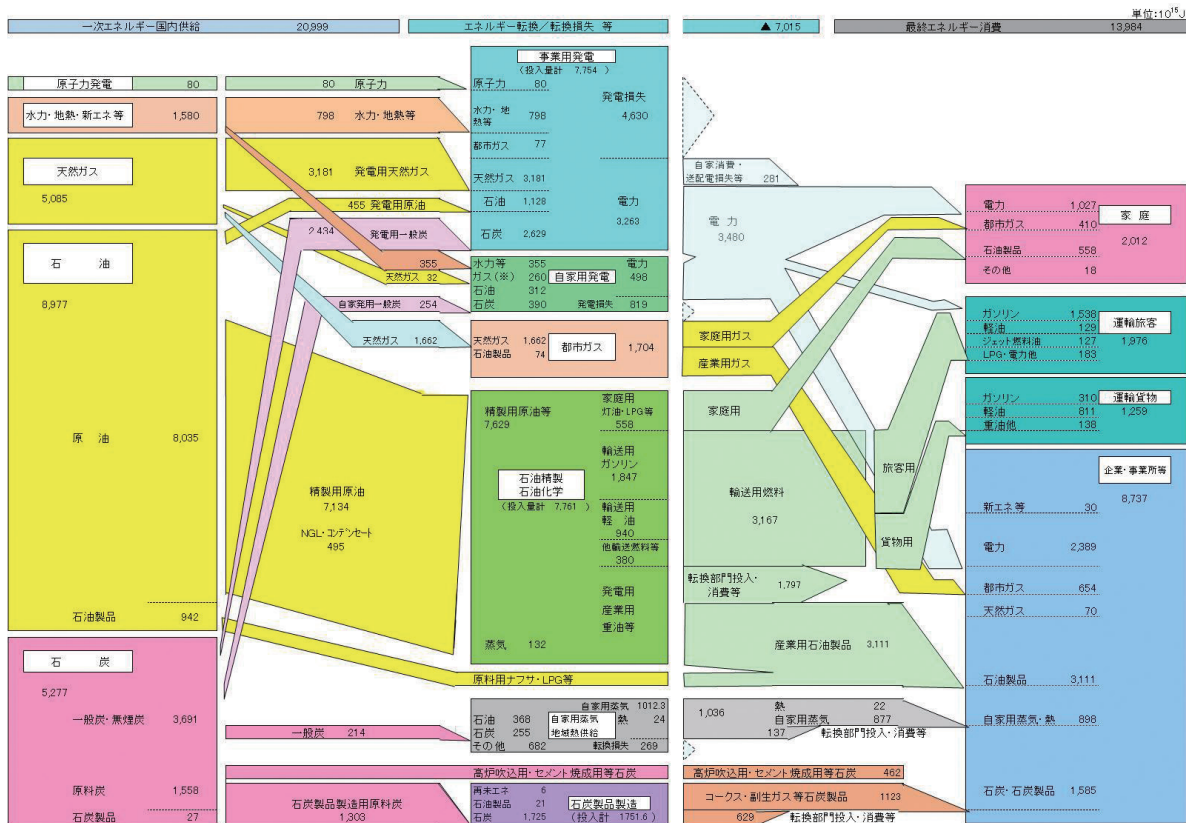 単位:10¹⁵J
一次エネルギー国内供給 20,999
エネルギー転換/転換損失 等 ▲ 7,015
最終エネルギー消費 13,984
原子力発電 80
水力・地熱・新エネ等 1,580
天然ガス
5,085
石 油
8,977
原 油 8,035
石油製品 942
石 炭
5,277
一般炭・無煙炭 3,691
原料炭 1,558
石炭製品 27
80 原子力
798 水力・地熱等
3,181 発電用天然ガス
455 発電用原油
2,434 発電用一般炭
355
天然ガス 32
自家発用一般炭 254
天然ガス 1,662
精製用原油
7,134
NGL・コンデンセート
495
原料用ナフサ・LPG等
一般炭 214
高炉吹込用・セメント焼成用等石炭
石炭製品製造用原料炭
1,303
事業用発電
(投入量計 7,754 )
原子力 80
発電損失
4,630
水力・地熱等 798
都市ガス 77
天然ガス 3,181
石油 1,128
石炭 2,629
電力
3,263
水力等 355
ガス(※) 260
石油 312
石炭 390
自家用発電
電力
498
発電損失 819
天然ガス 1,662
石油製品 74
都市ガス 1,704
精製用原油等
7,629
石油精製
石油化学
(投入量計 7,761 )
蒸気 132
家庭用
灯油・LPG等
558
輸送用
ガソリン
1,847
輸送用
軽 油
940
他輸送燃料等
380
発電用
産業用
重油等
自家用蒸気 1012.3
石油 368
石炭 255
その他 682
自家用蒸気
地域熱供給
熱 24
転換損失 269
再未エネ 6
石油製品 21
石炭 1,725
石炭製品製造
(投入計 1751.6 )
自家消費・
送配電損失等 281
電 力
3,480
家庭用ガス
産業用ガス
家庭用
輸送用燃料
3,167
旅客用
貨物用
転換部門投入・
消費等 1,797
産業用石油製品 3,111
1,036
熱 22
自家用蒸気 877
137 転換部門投入・消費等
高炉吹込用・セメント焼成用等石炭 462
コークス・副生ガス等石炭製品 1123
629 転換部門投入・消費等
家 庭
2,012
電力 1,027
都市ガス 410
石油製品 558
その他 18
運輸旅客
1,976
ガソリン 1,538
軽油 129
ジェット燃料油 127
LPG・電力他 183
運輸貨物
1,259
ガソリン 310
軽油 811
重油他 138
企業・事業所等
8,737
新エネ等 30
電力 2,389
都市ガス 654
天然ガス 70
石油製品 3,111
自家用蒸気・熱 898
石炭・石炭製品 1,585